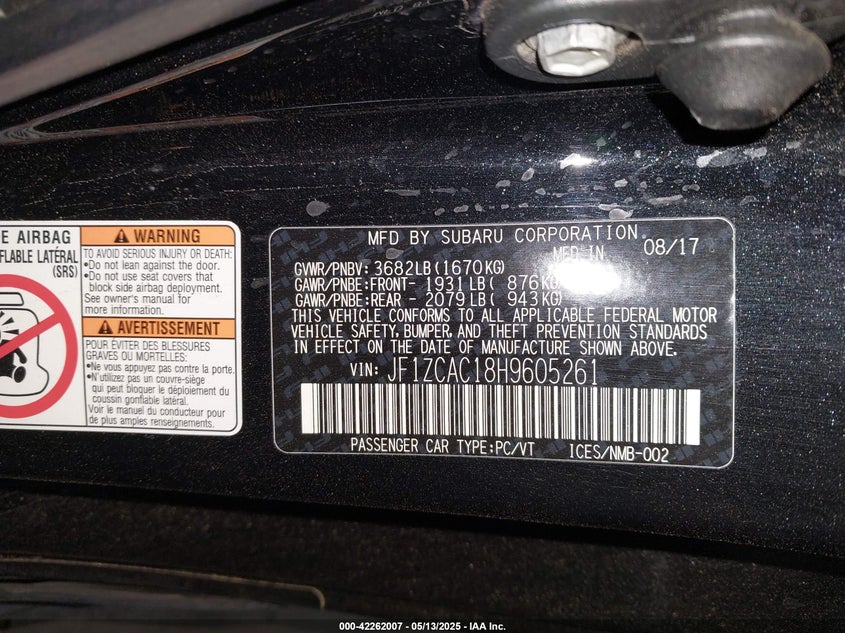 E AIRBAG
FLABLE LATÉRAL
(SRS)
WARNING
TO AVOID SERIOUS INJURY OR DEATH:
•Do not lean against the door.
•Do not use seat covers that
block side airbag deployment.
See owner's manual for
more information.
AVERTISSEMENT
POUR ÉVITER DES BLESSURES
GRAVES OU MORTELLES:
•Ne vous appuyez pas contre la porte.
•N'utilizez pas un couvre-siège
qui peut bloquer le déploiement du
coussin gonflable latéral.
Voir le manuel du conducteur pour
de plus amples renseignements.
MFD BY SUBARU CORPORATION
MFD IN 08/17
GVWR/PNBV: 3682LB(1670KG)
GAWR/PNBE:FRONT- 1931LB( 876KG)
GAWR/PNBE:REAR - 2079LB( 943KG)
THIS VEHICLE CONFORMS TO ALL APPLICABLE FEDERAL MOTOR
VEHICLE SAFETY, BUMPER, AND THEFT PREVENTION STANDARDS
IN EFFECT ON THE DATE OF MANUFACTURE SHOWN ABOVE.
VIN: JF1ZCAC18H9605261
PASSENGER CAR TYPE:PC/VT ICES/NMB-002
000-42262007 - 05/13/2025 - IAA Inc.